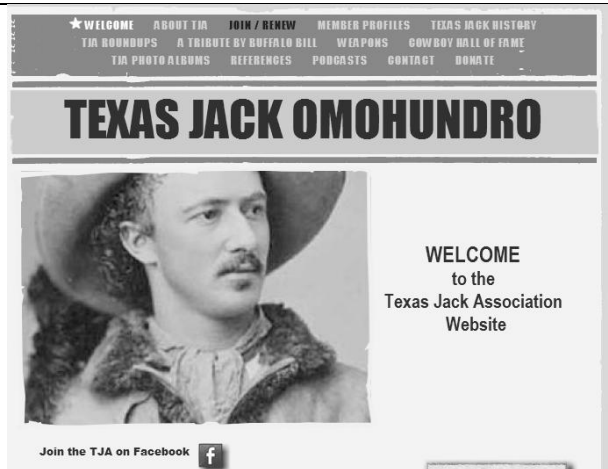 WELCOME ABOUT TJA JOIN / RENEW MEMBER PROFILES TEXAS JACK HISTORY
TJA ROUNDUPS A TRIBUTE BY BUFFALO BILL WEAPONS COWBOY HALL OF FAME
TJA PHOTO ALBUMS REFERENCES PODCASTS CONTACT DONATE
TEXAS JACK OMOHUNDRO
WELCOME
to the
Texas Jack Association
Website
Join the TJA on Facebook f